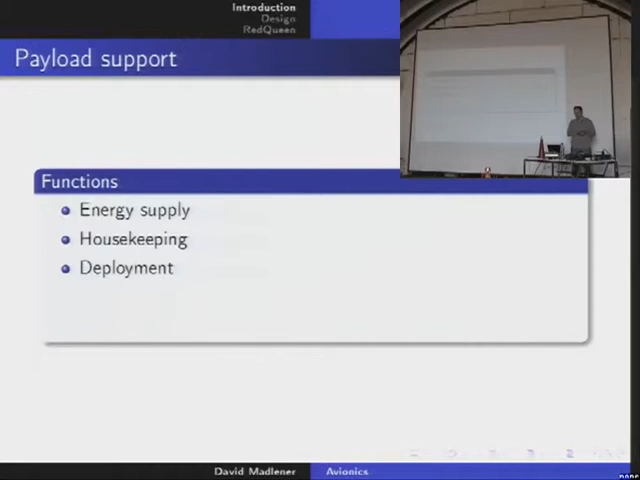 Introduction
Design
RedQueen
Payload support
Functions
Energy supply
Housekeeping
Deployment
David Madlener
Avionics